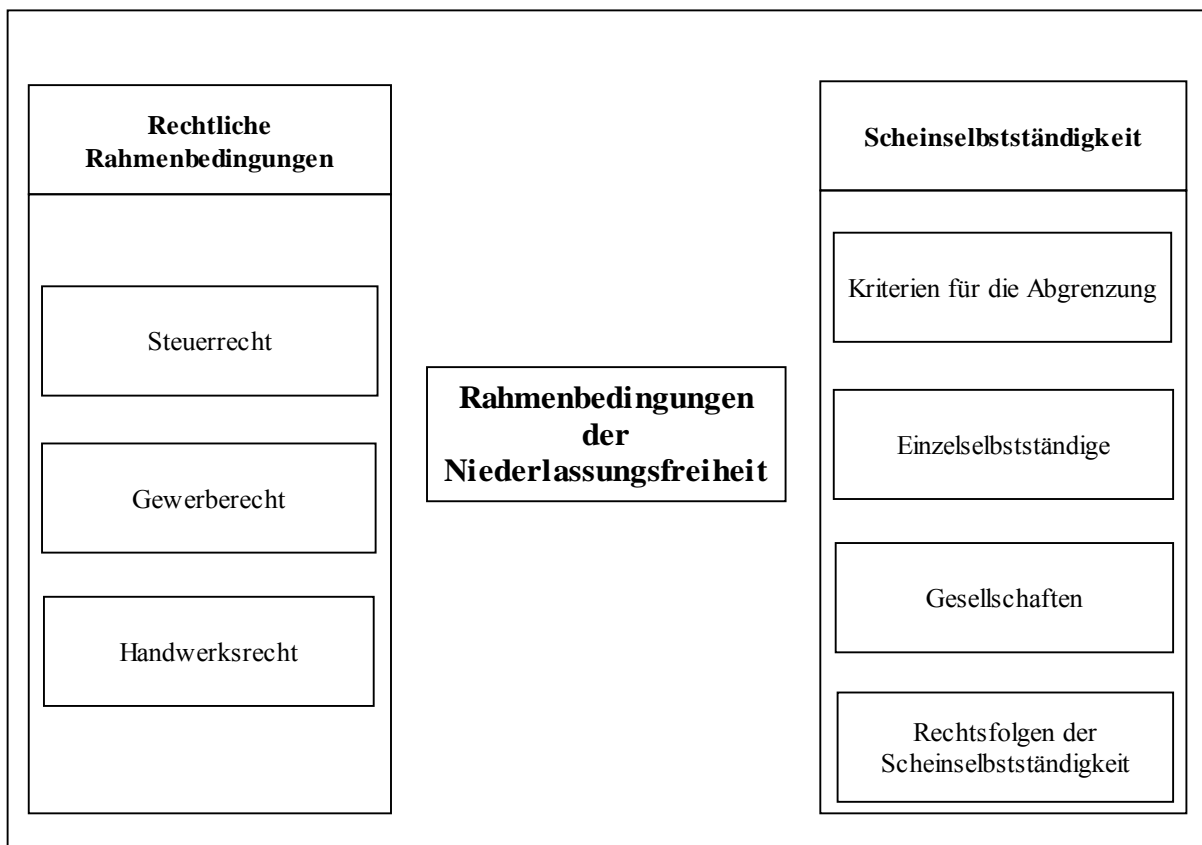 Rechtliche
Rahmenbedingungen
Steuerrecht
Gewerberecht
Handwerksrecht
Rahmenbedingungen
der
Niederlassungsfreiheit
Scheinselbstständigkeit
Kriterien für die Abgrenzung
Einzelselbstständige
Gesellschaften
Rechtsfolgen der
Scheinselbstständigkeit